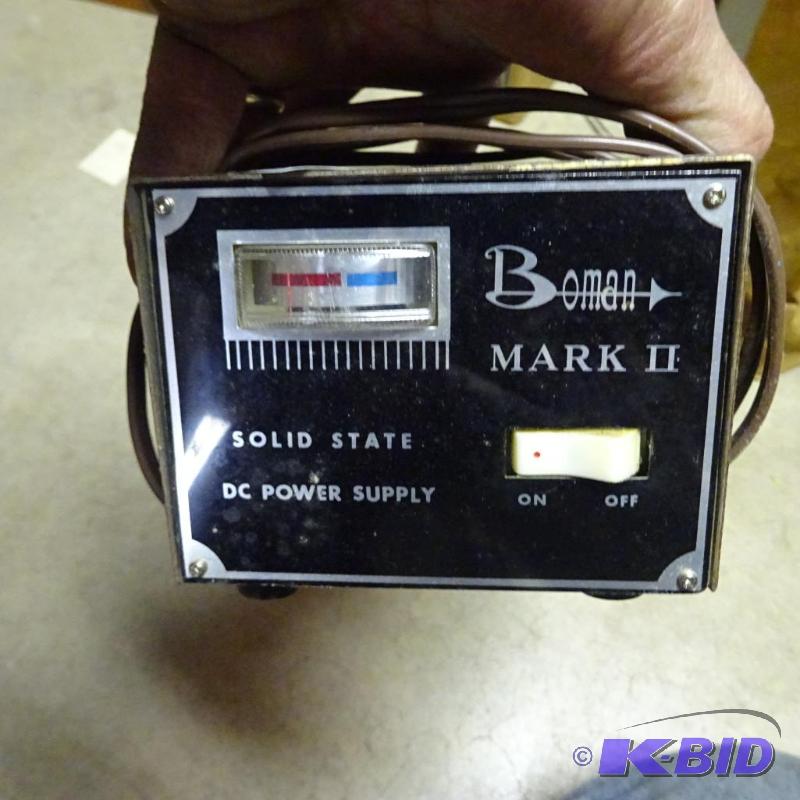 Boman
MARK II
SOLID STATE
DC POWER SUPPLY
ON OFF
© K-BID